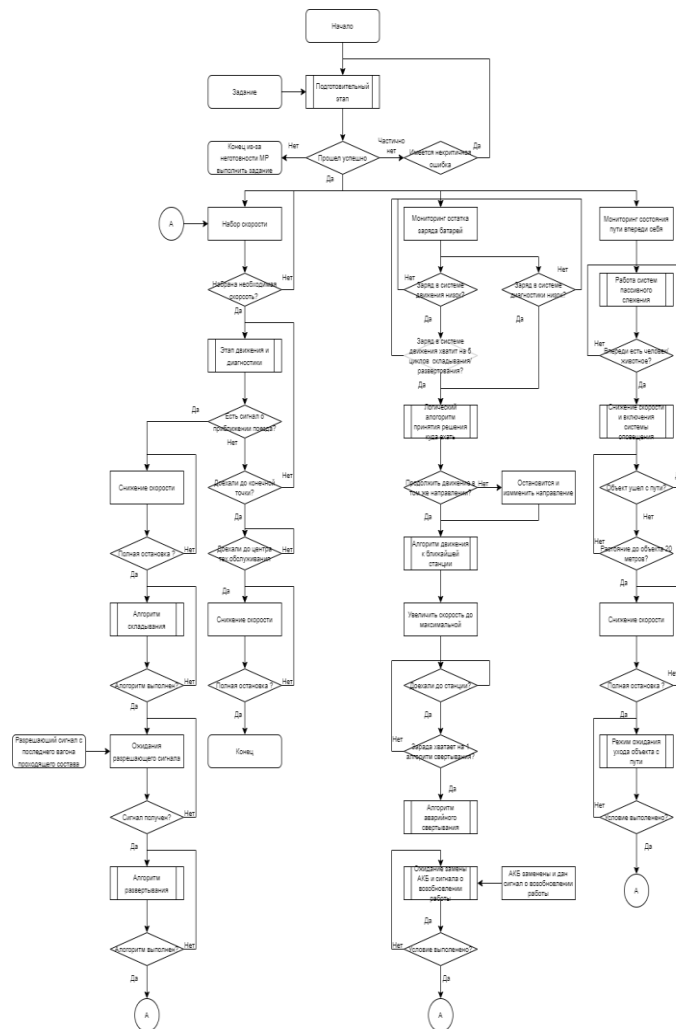 Начало
Задание
Подготовительный
этап
Конец из-за
неготовности МР
выполнить задание
Нет
Прошел успешно
Частично
нет
Имеется некритичная
ошибка
Да
Да
А
Набор скорости
Набрана необходимая
скорость?
Нет
Да
Этап движения и
диагностики
Есть сигнал о
приближении поезда?
Да
Нет
Снижение скорости
Полная остановка ?
Нет
Да
Алгоритм
складывания
Алгоритм выполнен?
Нет
Да
Разрешающий сигнал с
последнего вагона
проходящего состава
Ожидания
разрешающего сигнала
Сигнал получен?
Нет
Да
Алгоритм
развертывания
Алгоритм выполнен?
Нет
Да
А
Доехали до конечной
точки?
Нет
Да
Доехали до центра
тех.обслуживания
Да
Снижение скорости
Полная остановка ?
Нет
Да
Конец
Мониторинг остатка
заряда батарей
Заряд в системе
движения низок?
Нет
Да
Заряд в системе
диагностики низок?
Нет
Да
Заряд в системе
движения хватит на 6
циклов складывания/
развертования?
Да
Логический
алгоритм
принятия решения
куда ехать
Продолжить движение в
том же направлении?
Нет
Остановится и
Да
Алгоритм движения
к ближайшей
станции
Увеличить скорость до
максимальной
Доехали до станции?
Нет
Да
Заряда хватает на 1
алгоритм свертывания?
Да
Алгоритм
аварийного
свертывания
Ожидание замены
АКБ и сигнала о
возобновлении
работы
АКБ заменены и дан
сигнал о возобновлении
работы
Да
Условие выполенено?
Нет
Да
А
Мониторинг состояния
пути впереди себя
Работа систем
пассивного
слежения
Впереди есть человек/
животное?
Нет
Да
Снижение скорости
и включения
системы
оповещения
Объект ушел с пути?
Нет
Расстояние до объекта 20
метров?
Нет
Да
Снижение скорости
Полная остановка ?
Нет
Да
Режим ожидания
ухода объекта с
пути
Условие выполенено?
Нет
Да
А